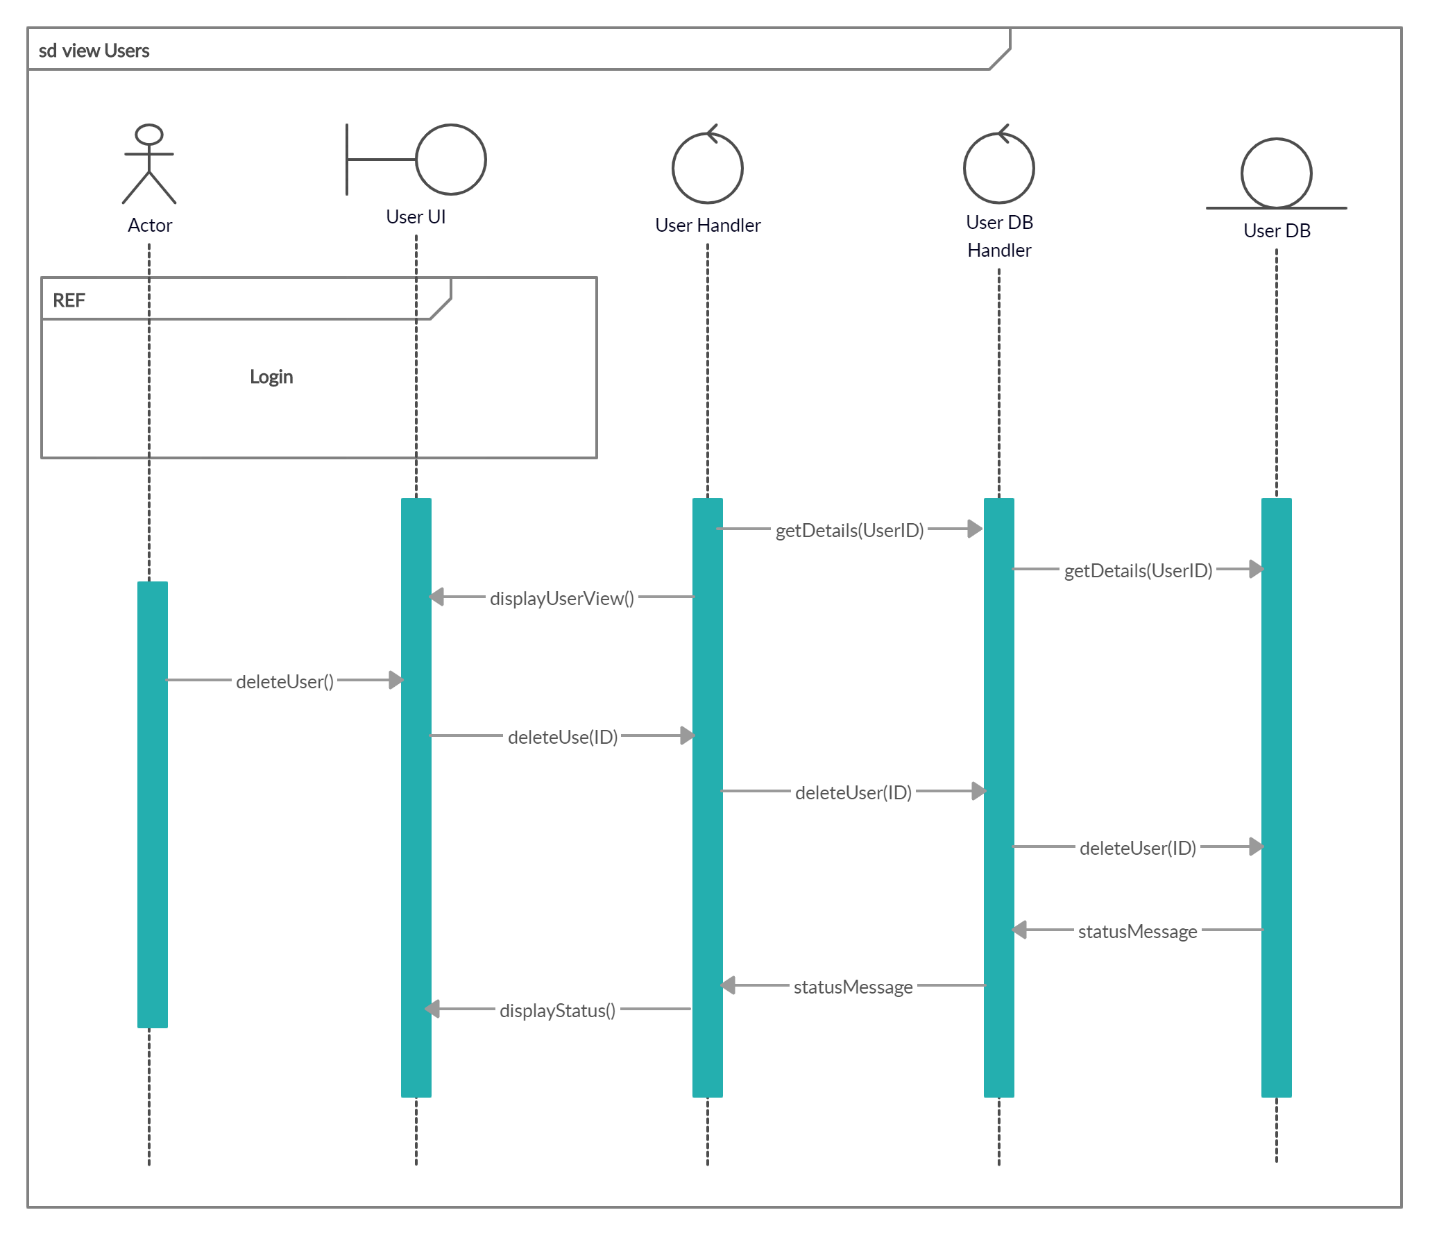 sd view Users
Actor
User UI
User Handler
User DB
Handler
User DB
REF
Login
getDetails(UserID)
getDetails(UserID)
displayUserView()
deleteUser()
deleteUse(ID)
deleteUser(ID)
deleteUser(ID)
statusMessage
statusMessage
displayStatus()